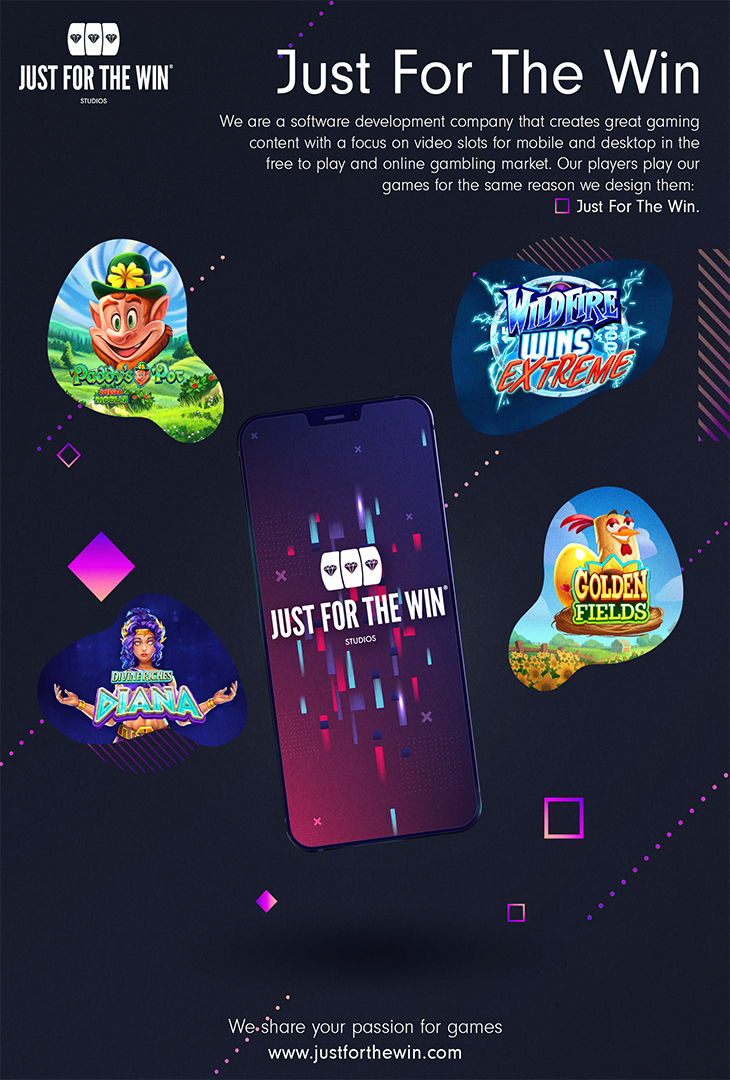 JUST FOR THE WIN®
STUDIOS
Just For The Win
We are a software development company that creates great gaming
content with a focus on video slots for mobile and desktop in the
free to play and online gambling market. Our players play our
games for the same reason we design them:
Just For The Win.
Paddy's Pot
MEGA MOOLAH
WILDFIRE
WINS
EXTREME
GOLDEN
FIELDS
DIVINE RICHES
DIANA
JUST FOR THE WIN®
STUDIOS
We share your passion for games
www.justforthewin.com